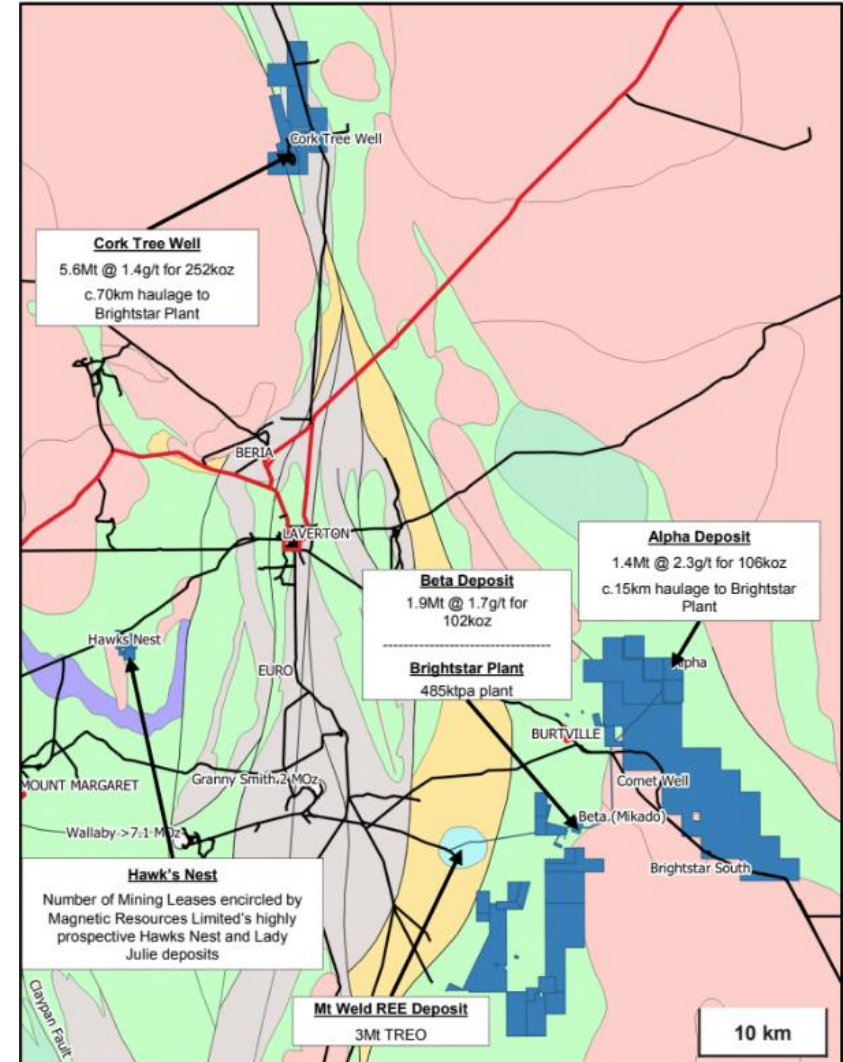 Cork Tree Well
Cork Tree Well
5.6Mt @ 1.4g/t for 252koz
c.70km haulage to
Brightstar Plant
BERIA
LAVERTON
Alpha Deposit
1.4Mt @ 2.3g/t for 106koz
c.15km haulage to Brightstar
Plant
Beta Deposit
1.9Mt @ 1.7g/t for
102koz
Brightstar Plant
485ktpa plant
Hawks Nest
EURO
Alpha
BURTVILLE
MOUNT MARGARET
Granny Smith 2 MOz
Comet Well
Wallaby >7.1 MOz
Beta (Mikado)
Brightstar South
Hawk's Nest
Number of Mining Leases encircled by
Magnetic Resources Limited's highly
prospective Hawks Nest and Lady
Julie deposits
Claypan Fault
Mt Weld REE Deposit
3Mt TREO
10 km